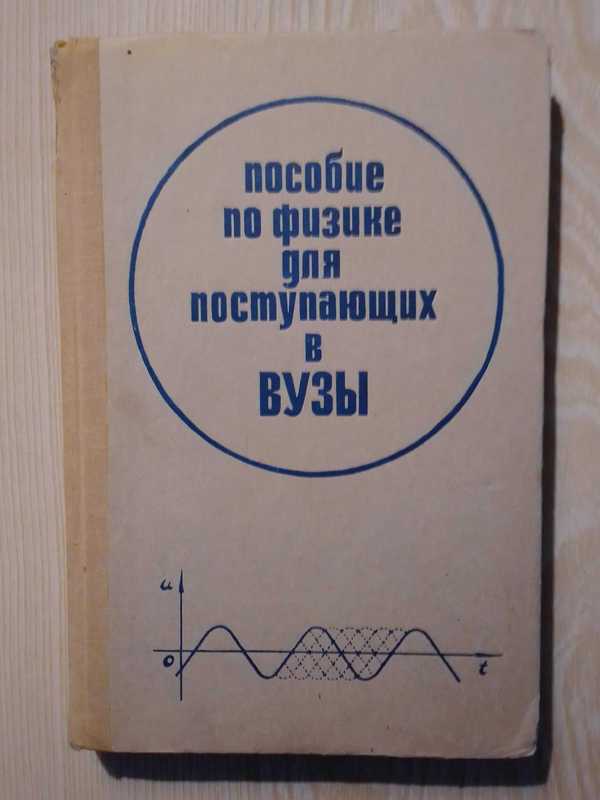 пособие
по физике
для
поступающих
в
ВУЗЫ
u
0
t